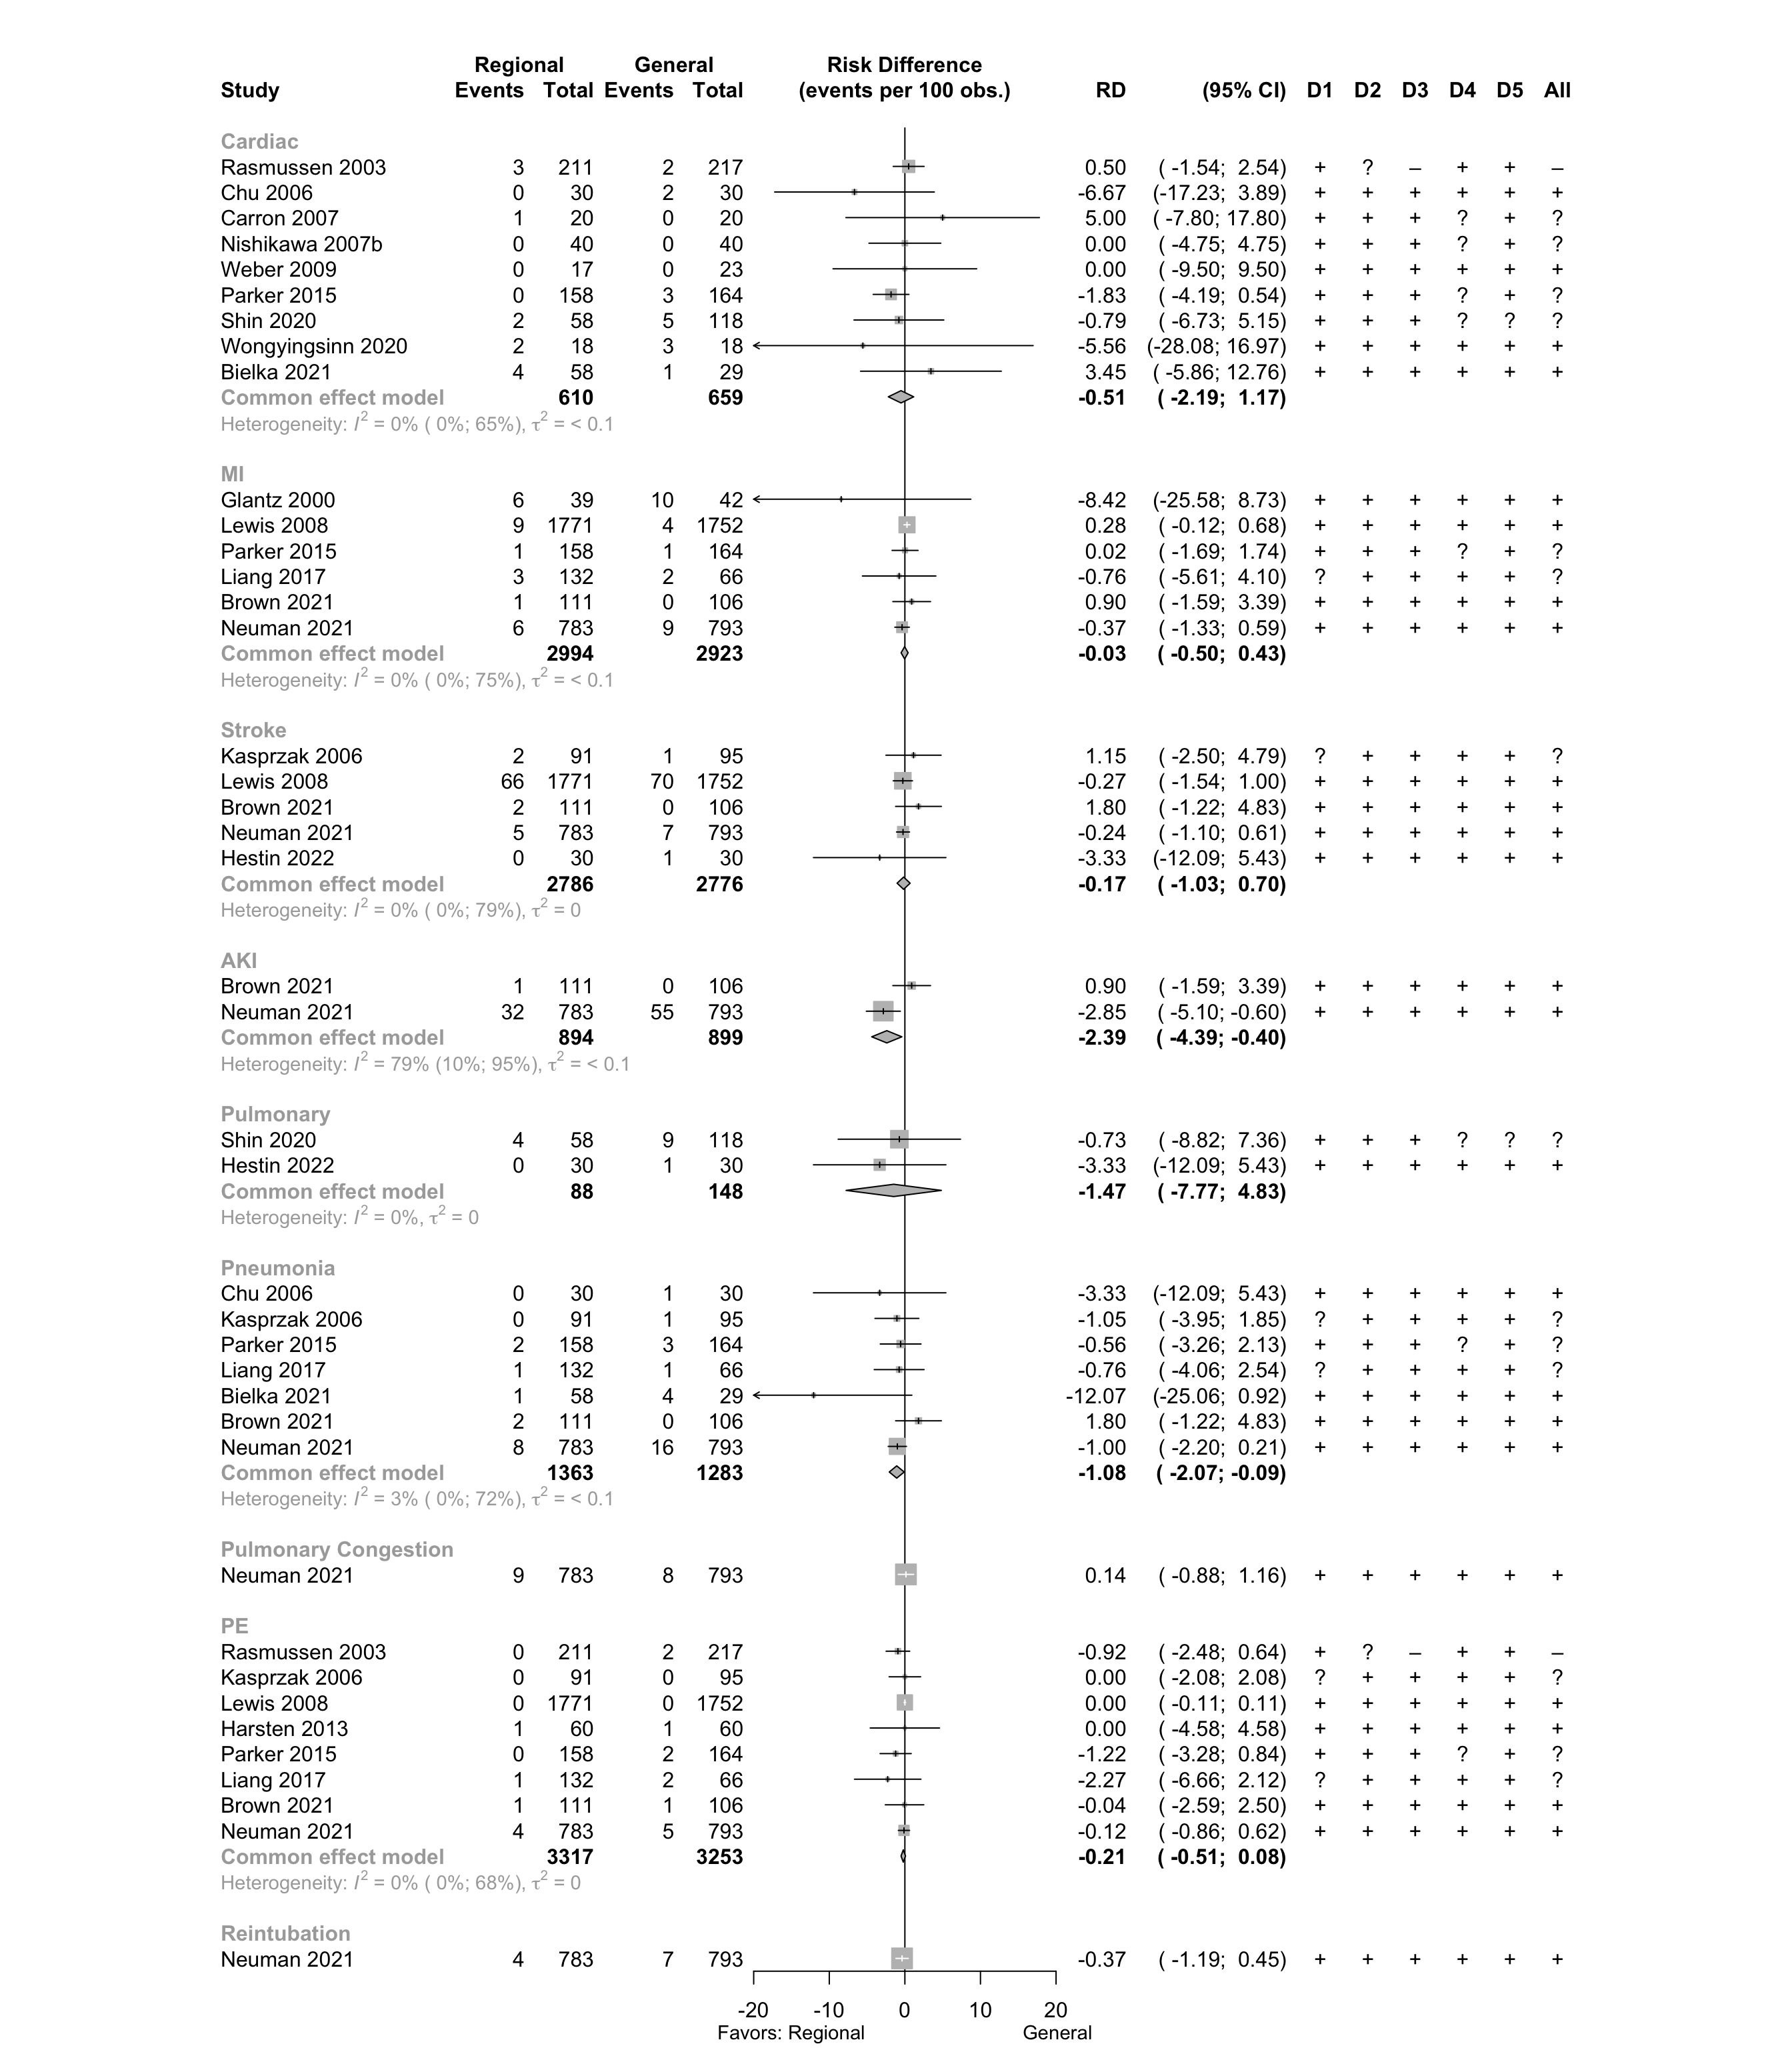 Regional General Risk Difference
Study Events Total Events Total (events per 100 obs.) RD (95% CI) D1 D2 D3 D4 D5 All
Cardiac
Rasmussen 2003 3 211 2 217 0.50 ( -1.54; 2.54) + ? – + + –
Chu 2006 0 30 2 30 -6.67 (-17.23; 3.89) + + + + + +
Carron 2007 1 20 0 20 5.00 ( -7.80; 17.80) + + + ? + ?
Nishikawa 2007b 0 40 0 40 0.00 ( -4.75; 4.75) + + + ? + ?
Weber 2009 0 17 0 23 0.00 ( -9.50; 9.50) + + + + + +
Parker 2015 0 158 3 164 -1.83 ( -4.19; 0.54) + + + ? + ?
Shin 2020 2 58 5 118 -0.79 ( -6.73; 5.15) + + + ? ? ?
Wongyingsinn 2020 2 18 3 18 -5.56 (-28.08; 16.97) + + + + + +
Bielka 2021 4 58 1 29 3.45 ( -5.86; 12.76) + + + + + +
Common effect model 610 659 -0.51 ( -2.19; 1.17)
Heterogeneity: I² = 0% ( 0%; 65%), τ² = < 0.1
MI
Glantz 2000 6 39 10 42 -8.42 (-25.58; 8.73) + + + + + +
Lewis 2008 9 1771 4 1752 0.28 ( -0.12; 0.68) + + + + + +
Parker 2015 1 158 1 164 0.02 ( -1.69; 1.74) + + + ? + ?
Liang 2017 3 132 2 66 -0.76 ( -5.61; 4.10) ? + + + + ?
Brown 2021 1 111 0 106 0.90 ( -1.59; 3.39) + + + + + +
Neuman 2021 6 783 9 793 -0.37 ( -1.33; 0.59) + + + + + +
Common effect model 2994 2923 -0.03 ( -0.50; 0.43)
Heterogeneity: I² = 0% ( 0%; 75%), τ² = < 0.1
Stroke
Kasprzak 2006 2 91 1 95 1.15 ( -2.50; 4.79) ? + + + + ?
Lewis 2008 66 1771 70 1752 -0.27 ( -1.54; 1.00) + + + + + +
Brown 2021 2 111 0 106 1.80 ( -1.22; 4.83) + + + + + +
Neuman 2021 5 783 7 793 -0.24 ( -1.10; 0.61) + + + + + +
Hestin 2022 0 30 1 30 -3.33 (-12.09; 5.43) + + + + + +
Common effect model 2786 2776 -0.17 ( -1.03; 0.70)
Heterogeneity: I² = 0% ( 0%; 79%), τ² = 0
AKI
Brown 2021 1 111 0 106 0.90 ( -1.59; 3.39) + + + + + +
Neuman 2021 32 783 55 793 -2.85 ( -5.10; -0.60) + + + + + +
Common effect model 894 899 -2.39 ( -4.39; -0.40)
Heterogeneity: I² = 79% (10%; 95%), τ² = < 0.1
Pulmonary
Shin 2020 4 58 9 118 -0.73 ( -8.82; 7.36) + + + ? ? ?
Hestin 2022 0 30 1 30 -3.33 (-12.09; 5.43) + + + + + +
Common effect model 88 148 -1.47 ( -7.77; 4.83)
Heterogeneity: I² = 0%, τ² = 0
Pneumonia
Chu 2006 0 30 1 30 -3.33 (-12.09; 5.43) + + + + + +
Kasprzak 2006 0 91 1 95 -1.05 ( -3.95; 1.85) ? + + + + ?
Parker 2015 2 158 3 164 -0.56 ( -3.26; 2.13) + + + ? + ?
Liang 2017 1 132 1 66 -0.76 ( -4.06; 2.54) ? + + + + ?
Bielka 2021 1 58 4 29 -12.07 (-25.06; 0.92) + + + + + +
Brown 2021 2 111 0 106 1.80 ( -1.22; 4.83) + + + + + +
Neuman 2021 8 783 16 793 -1.00 ( -2.20; 0.21) + + + + + +
Common effect model 1363 1283 -1.08 ( -2.07; -0.09)
Heterogeneity: I² = 3% ( 0%; 72%), τ² = < 0.1
Pulmonary Congestion
Neuman 2021 9 783 8 793 0.14 ( -0.88; 1.16) + + + + + +
PE
Rasmussen 2003 0 211 2 217 -0.92 ( -2.48; 0.64) + ? – + + –
Kasprzak 2006 0 91 0 95 0.00 ( -2.08; 2.08) ? + + + + ?
Lewis 2008 0 1771 0 1752 0.00 ( -0.11; 0.11) + + + + + +
Harsten 2013 1 60 1 60 0.00 ( -4.58; 4.58) + + + + + +
Parker 2015 0 158 2 164 -1.22 ( -3.28; 0.84) + + + ? + ?
Liang 2017 1 132 2 66 -2.27 ( -6.66; 2.12) ? + + + + ?
Brown 2021 1 111 1 106 -0.04 ( -2.59; 2.50) + + + + + +
Neuman 2021 4 783 5 793 -0.12 ( -0.86; 0.62) + + + + + +
Common effect model 3317 3253 -0.21 ( -0.51; 0.08)
Heterogeneity: I² = 0% ( 0%; 68%), τ² = 0
Reintubation
Neuman 2021 4 783 7 793 -0.37 ( -1.19; 0.45) + + + + + +
-20 -10 0 10 20
Favors: Regional General